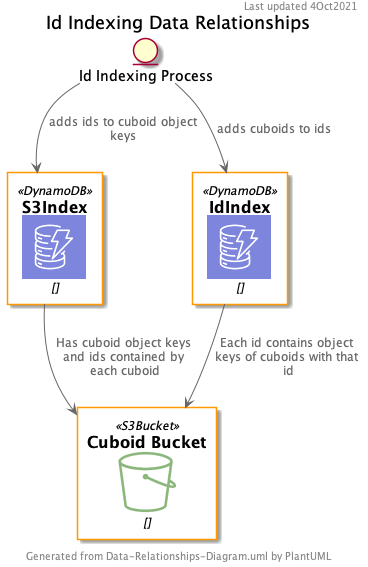 Last updated 4Oct2021
Id Indexing Data Relationships
Id Indexing Process
adds ids to cuboid object
keys
adds cuboids to ids
«DynamoDB»
S3Index
[]
«DynamoDB»
IdIndex
[]
Has cuboid object keys
and ids contained by
each cuboid
Each id contains object
keys of cuboids with that
id
«S3Bucket»
Cuboid Bucket
[]
Generated from Data-Relationships-Diagram.uml by PlantUML